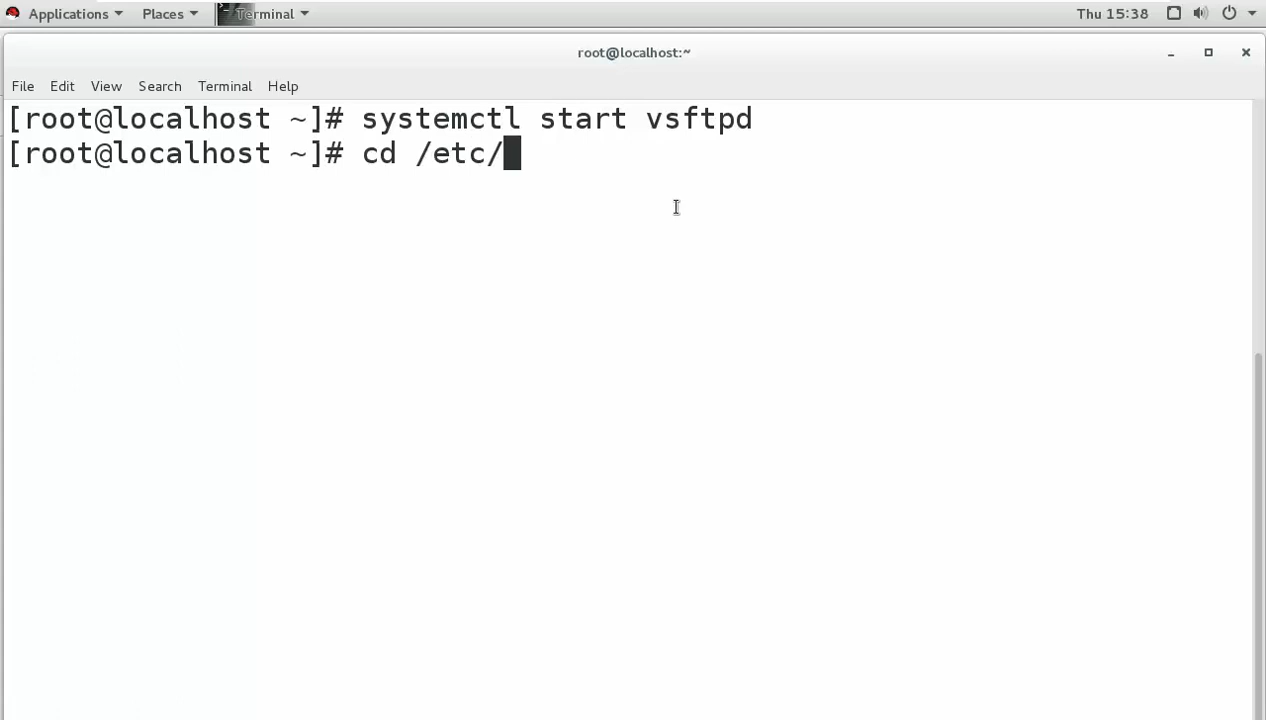 Applications Places Terminal Thu 15:38
root@localhost:~
File Edit View Search Terminal Help
[root@localhost ~]# systemctl start vsftpd
[root@localhost ~]# cd /etc/